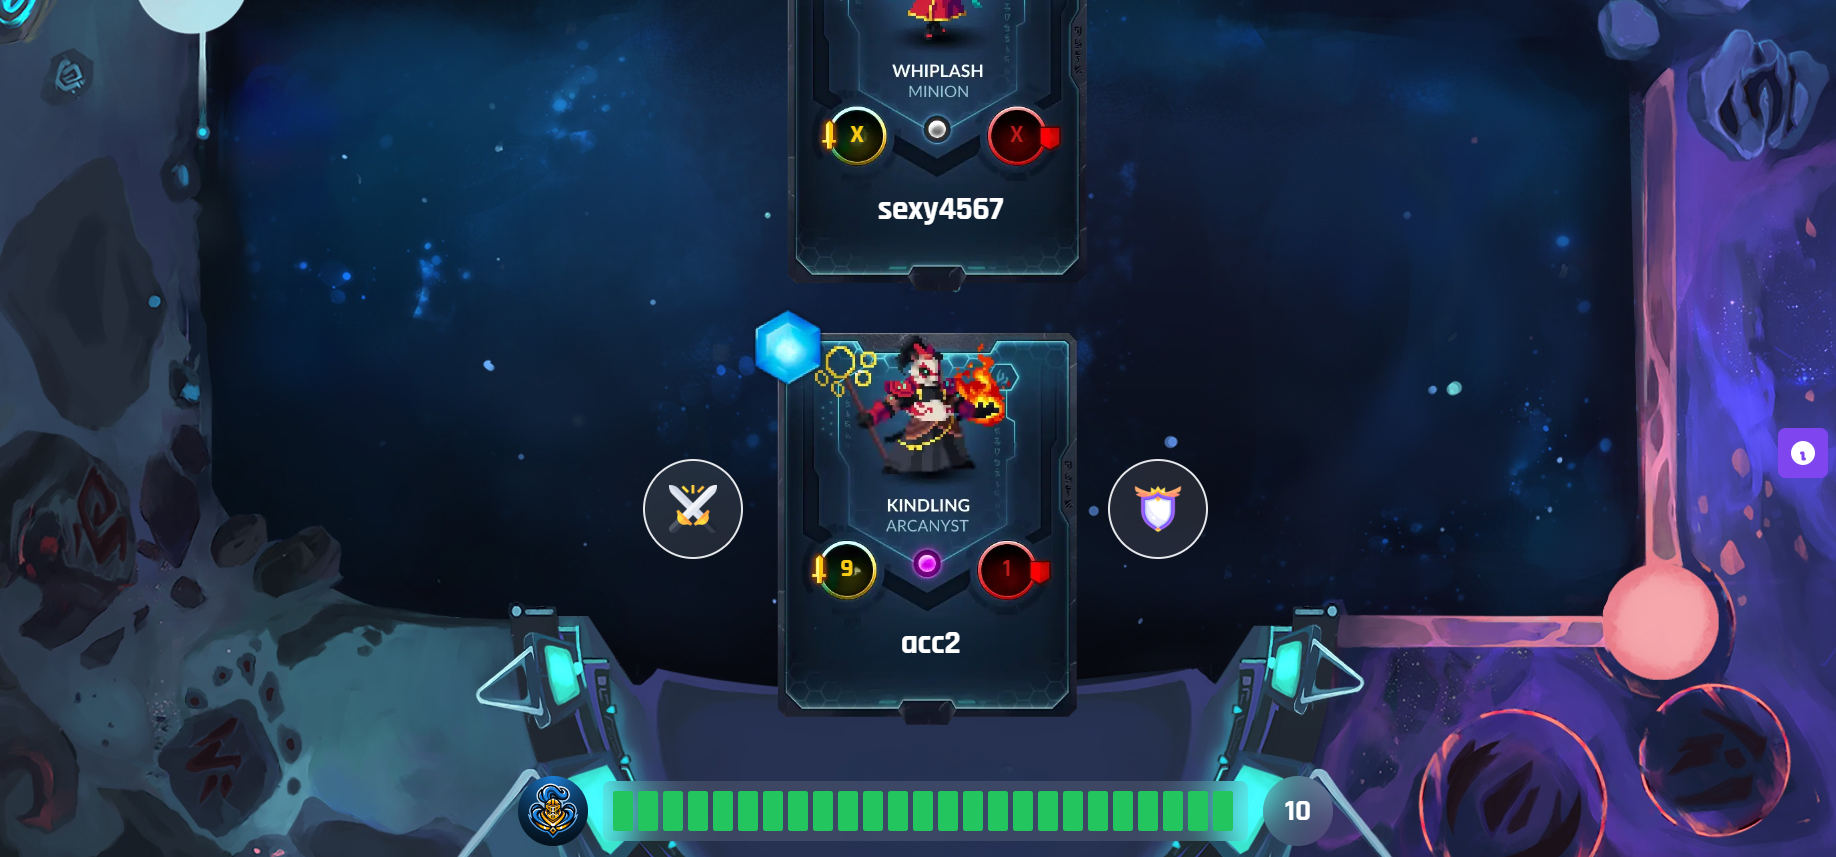 WHIPLASH
MINION
X
X
sexy4567
KINDLING
ARCANYST
9
1
acc2
10